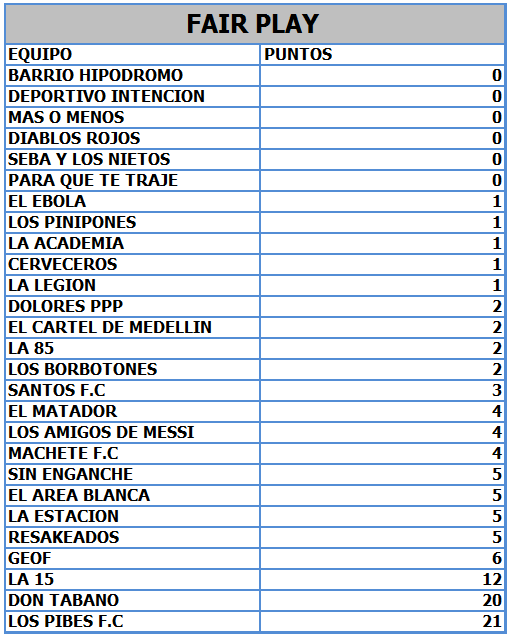 FAIR PLAY
EQUIPO PUNTOS
BARRIO HIPODROMO 0
DEPORTIVO INTENCION 0
MAS O MENOS 0
DIABLOS ROJOS 0
SEBA Y LOS NIETOS 0
PARA QUE TE TRAJE 0
EL EBOLA 1
LOS PINIPONES 1
LA ACADEMIA 1
CERVECEROS 1
LA LEGION 1
DOLORES PPP 2
EL CARTEL DE MEDELLIN 2
LA 85 2
LOS BORBOTONES 2
SANTOS F.C 3
EL MATADOR 4
LOS AMIGOS DE MESSI 4
MACHETE F.C 4
SIN ENGANCHE 5
EL AREA BLANCA 5
LA ESTACION 5
RESAKEADOS 5
GEOF 6
LA 15 12
DON TABANO 20
LOS PIBES F.C 21